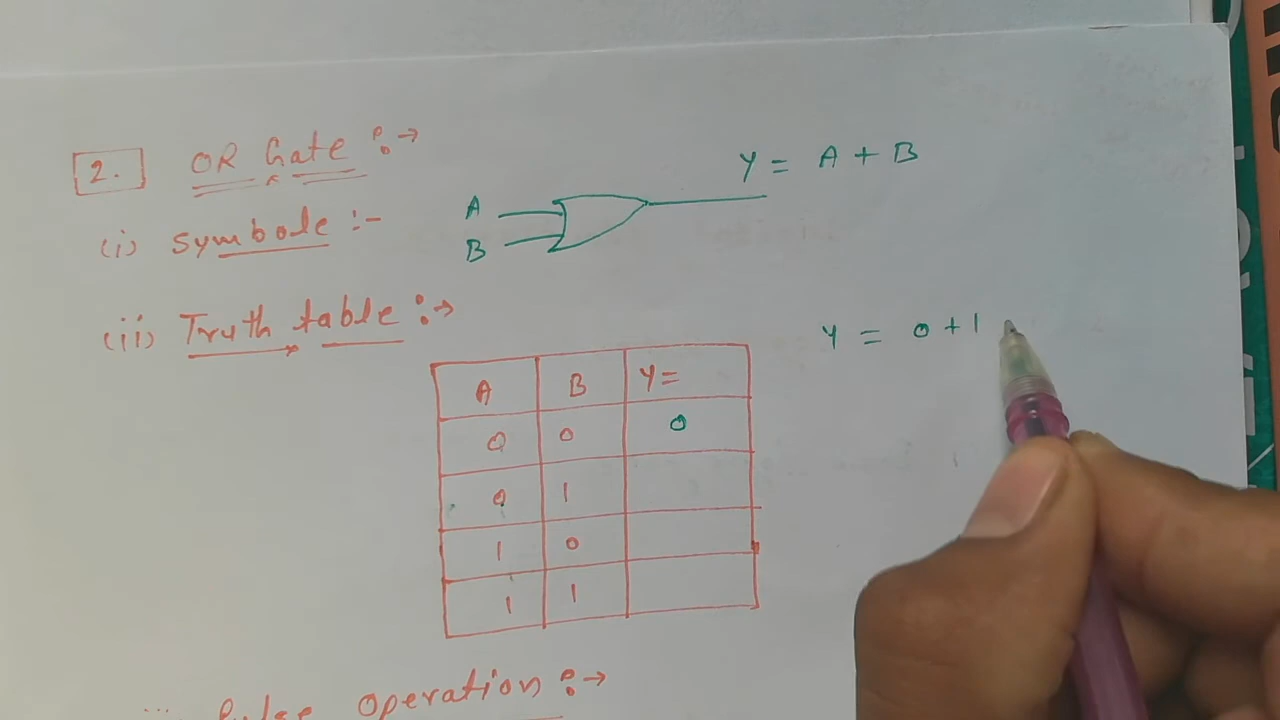 2. OR Gate :→
Y = A + B
(i) Symbole :-
A
B
(ii) Truth table :→
Y = 0 + 1
A B Y =
0 0 0
0 1
1 0
1 1
Pulse operation :→